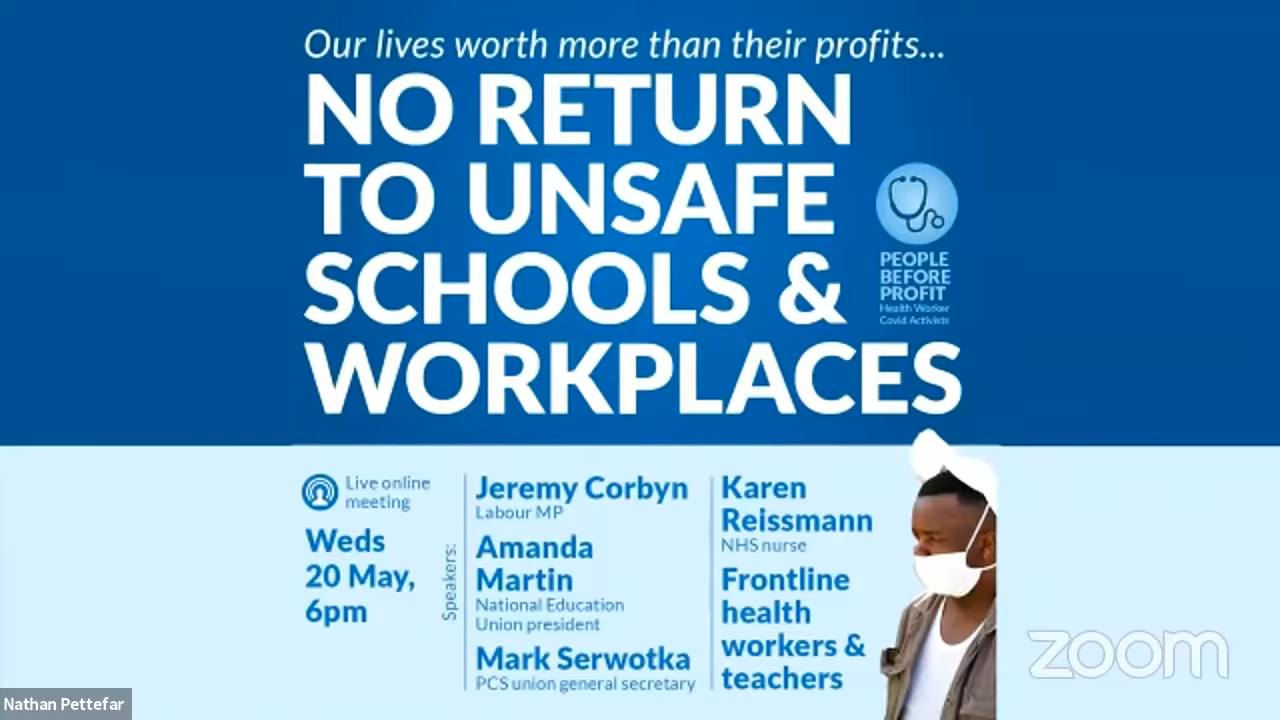 Our lives worth more than their profits...
NO RETURN
TO UNSAFE
SCHOOLS &
WORKPLACES
PEOPLE
BEFORE
PROFIT
Health Worker
Covid Activists
Live online
meeting
Weds
20 May,
6pm
Speakers:
Jeremy Corbyn
Labour MP
Amanda
Martin
National Education
Union president
Mark Serwotka
PCS union general secretary
Karen
Reissmann
NHS nurse
Frontline
health
workers &
teachers
zoom
Nathan Pettefar